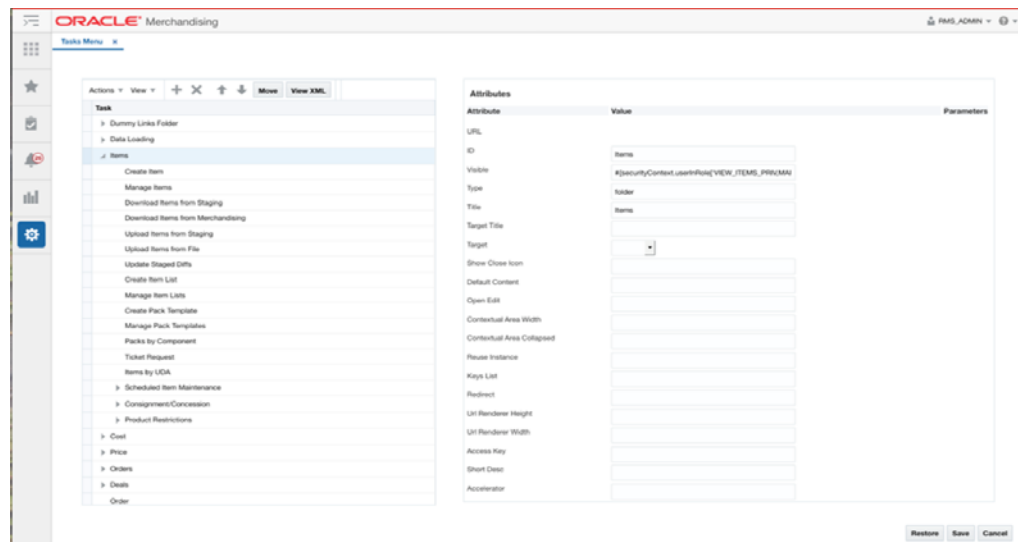 ORACLE® Merchandising
RMS_ADMIN
Tasks Menu x
Actions View Move View XML
Task
Dummy Links Folder
Data Loading
Items
Create Item
Manage Items
Download Items from Staging
Download Items from Merchandising
Upload Items from Staging
Upload Items from File
Update Staged Diffs
Create Item List
Manage Item Lists
Create Pack Template
Manage Pack Templates
Packs by Component
Ticket Request
Items by UDA
Scheduled Item Maintenance
Consignment/Concession
Product Restrictions
Cost
Price
Orders
Deals
Order
Attributes
Attribute Value Parameters
URL
ID Items
Visible #{securityContext.userInRole['VIEW_ITEMS_PRIV,MAI
Type folder
Title Items
Target Title
Target
Show Close Icon
Default Content
Open Edit
Contextual Area Width
Contextual Area Collapsed
Reuse Instance
Keys List
Redirect
Url Renderer Height
Url Renderer Width
Access Key
Short Desc
Accelerator
Restore Save Cancel